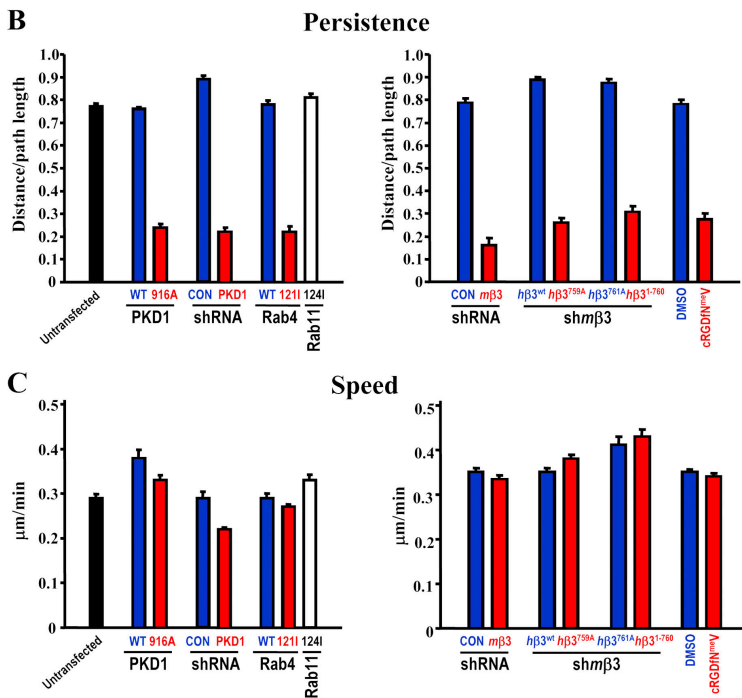 B
Persistence
Distance/path length
1.0
0.9
0.8
0.7
0.6
0.5
0.4
0.3
0.2
0.1
0
Untransfected
WT 916A
PKD1
CON PKD1
shRNA
WT 121I
Rab4
124I
Rab11
Distance/path length
1.0
0.9
0.8
0.7
0.6
0.5
0.4
0.3
0.2
0.1
0
CON mβ3
shRNA
hβ3wt hβ3759A hβ3761A hβ31-760
shmβ3
DMSO
cRGDfNmeV
C
Speed
µm/min
0.5
0.4
0.3
0.2
0.1
0
Untransfected
WT 916A
PKD1
CON PKD1
shRNA
WT 121I
Rab4
124I
Rab11
µm/min
0.5
0.4
0.3
0.2
0.1
0
CON mβ3
shRNA
hβ3wt hβ3759A hβ3761A hβ31-760
shmβ3
DMSO
cRGDfNmeV